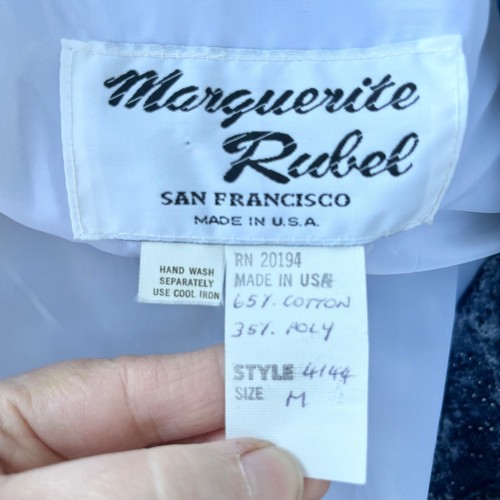 Marguerite
Rubel
SAN FRANCISCO
MADE IN U.S.A.
HAND WASH
SEPARATELY
USE COOL IRON
RN 20194
MADE IN USA
65%. COTTON
35%. POLY
STYLE 4144
SIZE M